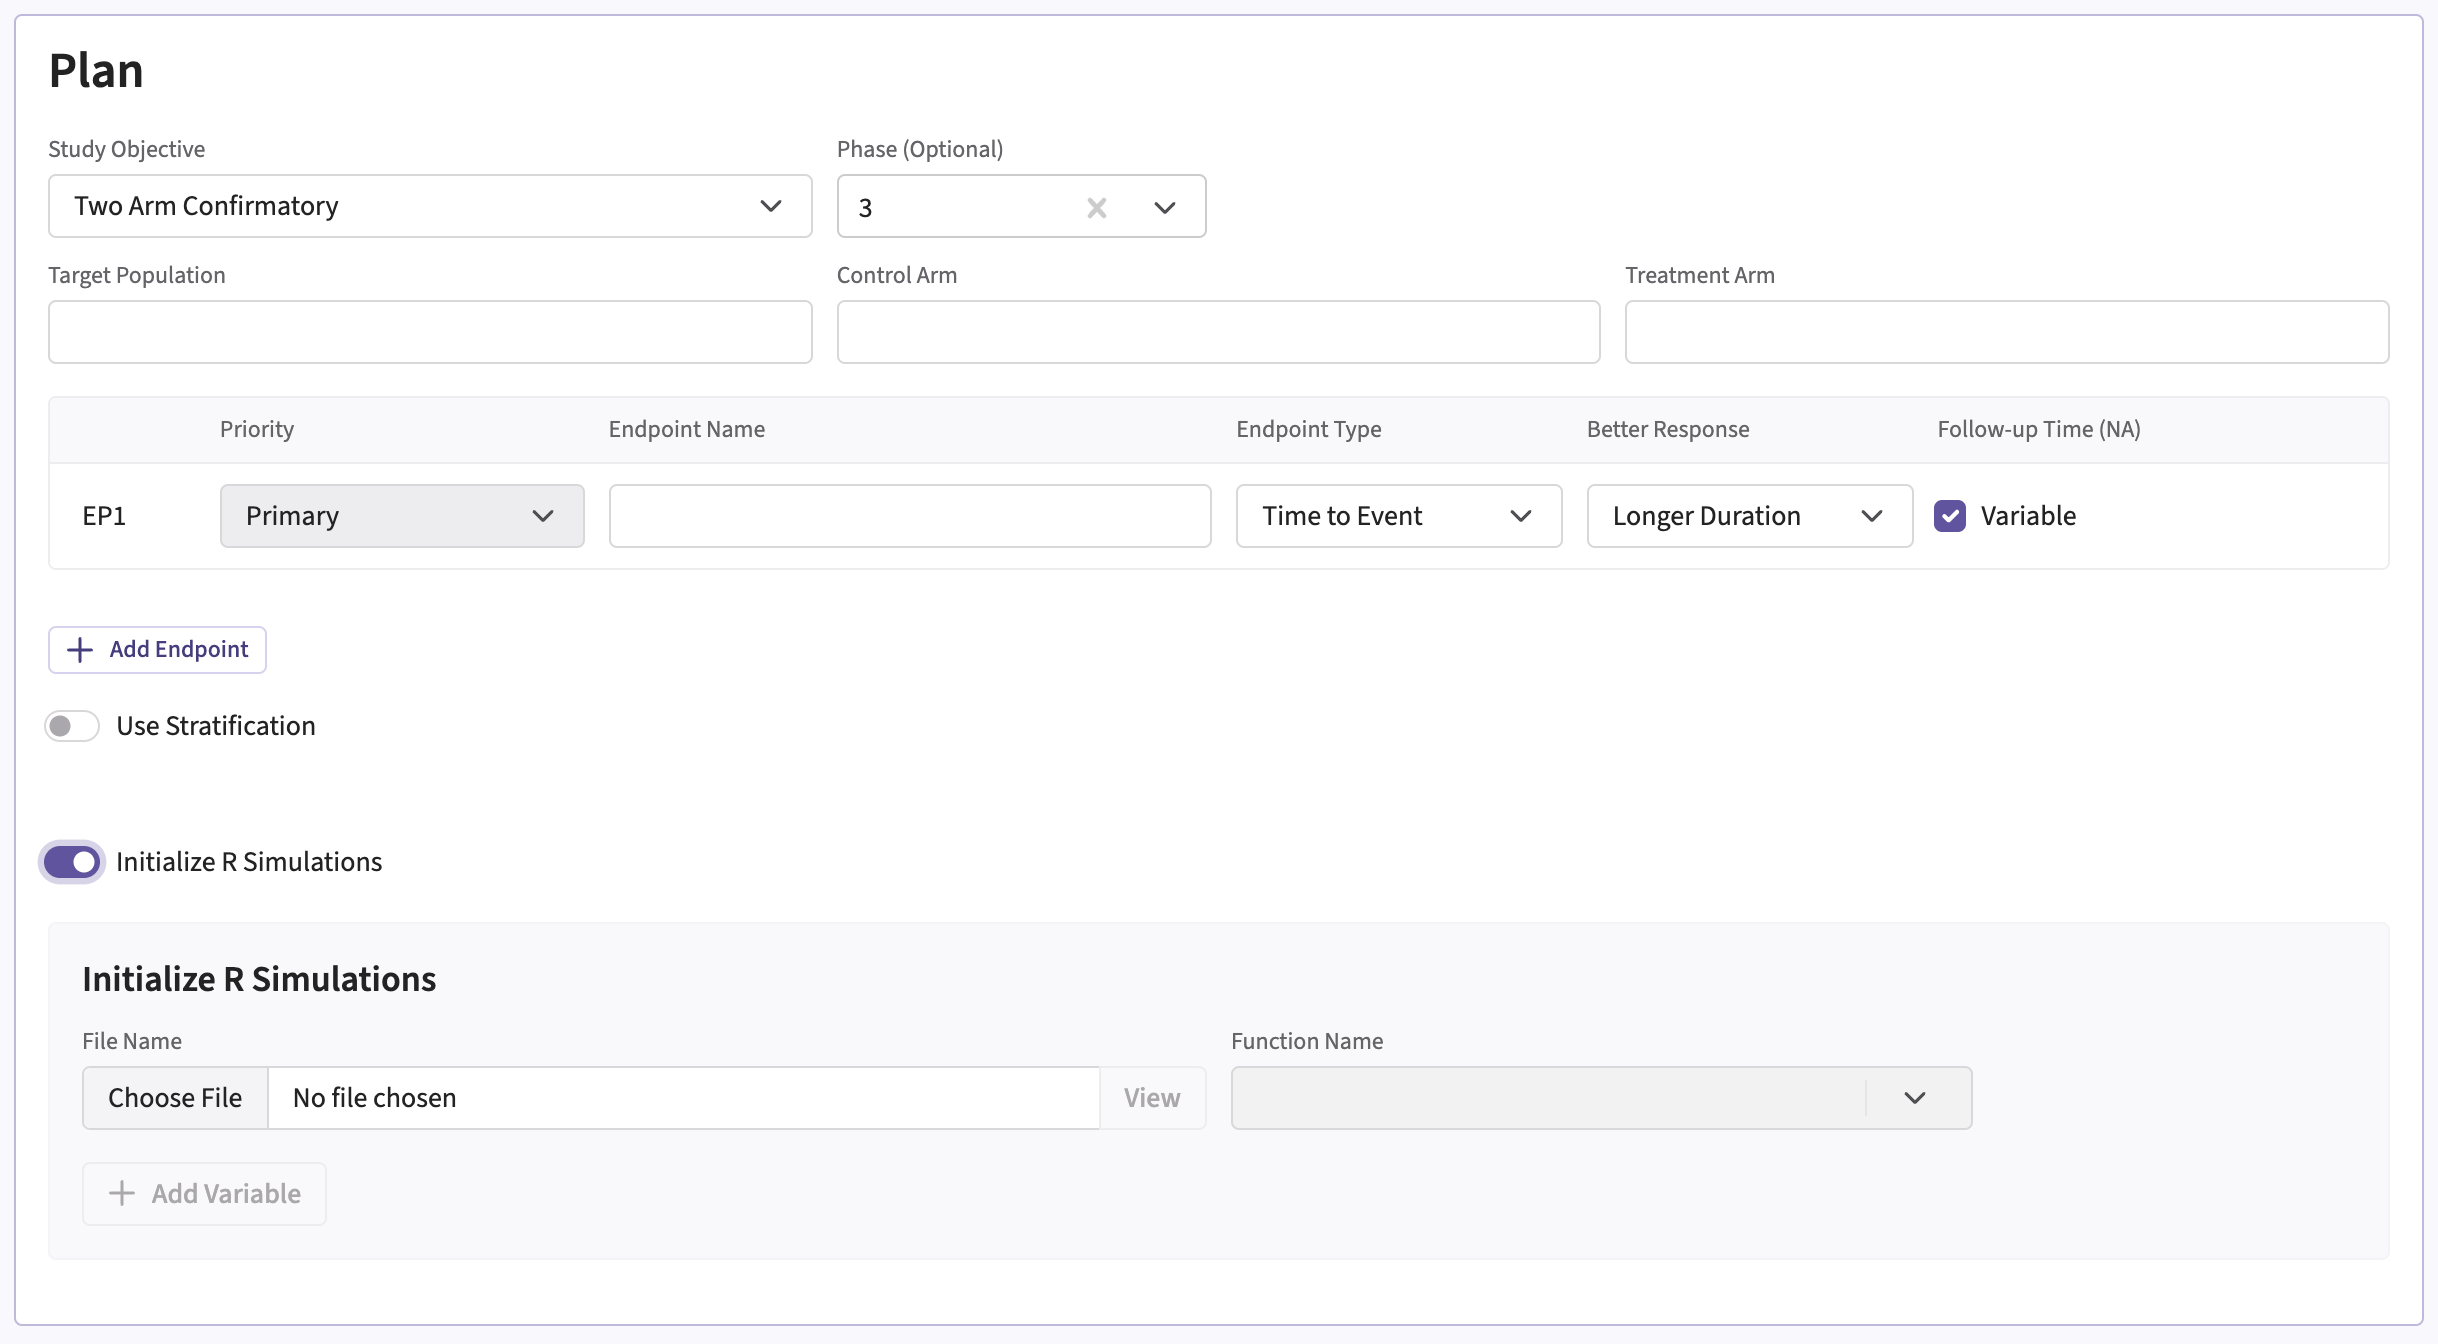 Plan
Study Objective
Phase (Optional)
Two Arm Confirmatory
3
Target Population
Control Arm
Treatment Arm
Priority
Endpoint Name
Endpoint Type
Better Response
Follow-up Time (NA)
EP1
Primary
Time to Event
Longer Duration
Variable
Add Endpoint
Use Stratification
Initialize R Simulations
Initialize R Simulations
File Name
Function Name
Choose File
No file chosen
View
Add Variable